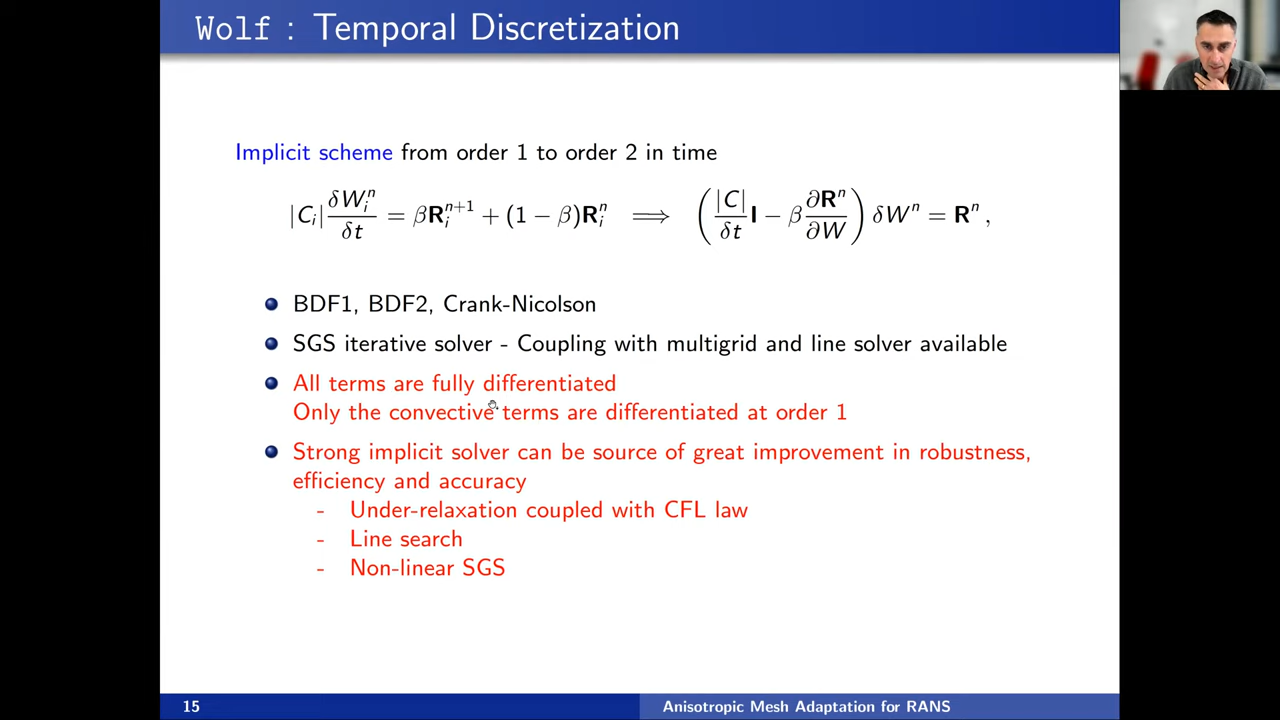 Wolf : Temporal Discretization
Implicit scheme from order 1 to order 2 in time
|C_i| δW_i^n / δt = βR_i^{n+1} + (1 − β)R_i^n ⟹ ( |C| / δt I − β ∂R^n / ∂W ) δW^n = R^n ,
BDF1, BDF2, Crank-Nicolson
SGS iterative solver - Coupling with multigrid and line solver available
All terms are fully differentiated
Only the convective terms are differentiated at order 1
Strong implicit solver can be source of great improvement in robustness,
efficiency and accuracy
- Under-relaxation coupled with CFL law
- Line search
- Non-linear SGS
15 Anisotropic Mesh Adaptation for RANS